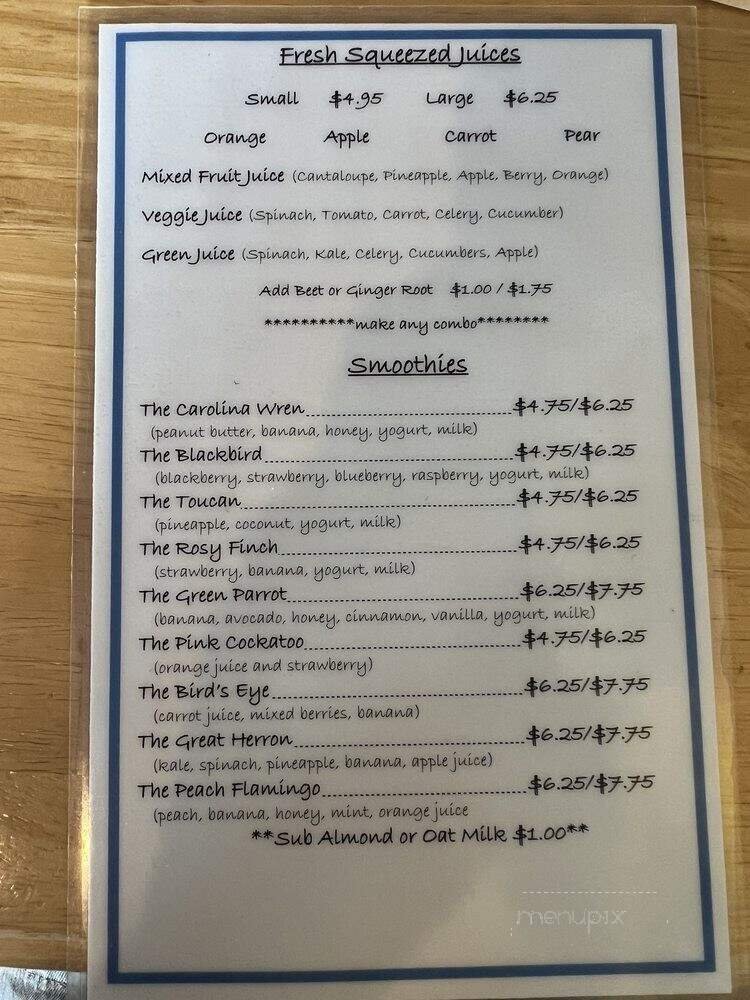 Fresh Squeezed Juices
Small $4.95 Large $6.25
Orange Apple Carrot Pear
Mixed Fruit Juice (Cantaloupe, Pineapple, Apple, Berry, Orange)
Veggie Juice (Spinach, Tomato, Carrot, Celery, Cucumber)
Green Juice (Spinach, Kale, Celery, Cucumbers, Apple)
Add Beet or Ginger Root $1.00 / $1.75
**********make any combo********
Smoothies
The Carolina Wren $4.75/$6.25
(peanut butter, banana, honey, yogurt, milk)
The Blackbird $4.75/$6.25
(blackberry, strawberry, blueberry, raspberry, yogurt, milk)
The Toucan $4.75/$6.25
(pineapple, coconut, yogurt, milk)
The Rosy Finch $4.75/$6.25
(strawberry, banana, yogurt, milk)
The Green Parrot $6.25/$7.75
(banana, avocado, honey, cinnamon, vanilla, yogurt, milk)
The Pink Cockatoo $4.75/$6.25
(orange juice and strawberry)
The Bird's Eye $6.25/$7.75
(carrot juice, mixed berries, banana)
The Great Herron $6.25/$7.75
(kale, spinach, pineapple, banana, apple juice)
The Peach Flamingo $6.25/$7.75
(peach, banana, honey, mint, orange juice
**Sub Almond or Oat Milk $1.00**
menupix